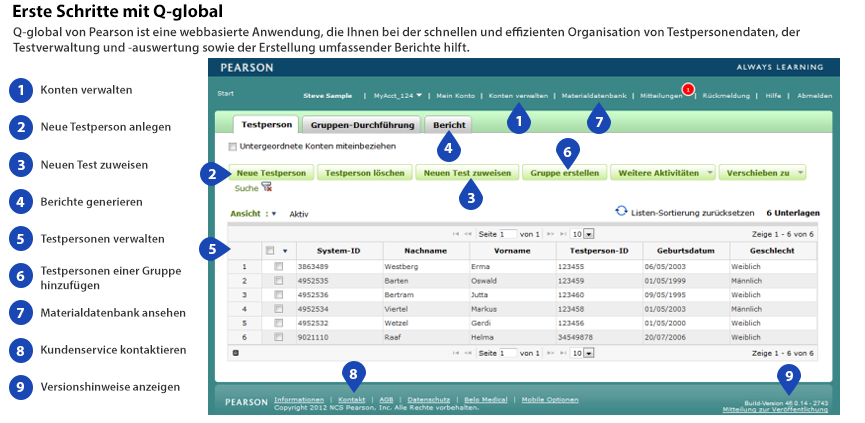 Erste Schritte mit Q-global
Q-global von Pearson ist eine webbasierte Anwendung, die Ihnen bei der schnellen und effizienten Organisation von Testpersonendaten, der
Testverwaltung und -auswertung sowie der Erstellung umfassender Berichte hilft.
1 Konten verwalten
2 Neue Testperson anlegen
3 Neuen Test zuweisen
4 Berichte generieren
5 Testpersonen verwalten
6 Testpersonen einer Gruppe
hinzufügen
7 Materialdatenbank ansehen
8 Kundenservice kontaktieren
9 Versionshinweise anzeigen
PEARSON ALWAYS LEARNING
Start Steve Sample | MyAcct_124 | Mein Konto | Konten verwalten | Materialdatenbank | Mitteilungen 1 | Rückmeldung | Hilfe | Abmelden
1 7
Testperson Gruppen-Durchführung Bericht
4
Untergeordnete Konten miteinbeziehen
6
2 Neue Testperson Testperson löschen Neuen Test zuweisen Gruppe erstellen Weitere Aktivitäten Verschieben zu
Suche
3
Ansicht : Aktiv Listen-Sortierung zurücksetzen 6 Unterlagen
Seite 1 von 1 10 Zeige 1 - 6 von 6
5 System-ID Nachname Vorname Testperson-ID Geburtsdatum Geschlecht
1 3863489 Westberg Erma 123455 06/05/2003 Weiblich
2 4952535 Barten Oswald 123459 01/05/1999 Männlich
3 4952536 Bertram Jutta 123460 09/05/1995 Weiblich
4 4952534 Viertel Markus 123458 01/05/2003 Männlich
5 4952532 Wetzel Gerdi 123456 01/05/2000 Weiblich
6 9021110 Raaf Helma 34549878 20/07/2006 Weiblich
Seite 1 von 1 10 Zeige 1 - 6 von 6
8 9
PEARSON Informationen | Kontakt | AGB | Datenschutz | Belo Medical | Mobile Optionen
Copyright 2012 NCS Pearson, Inc. Alle Rechte vorbehalten.
Build-Version 46.0.14 - 2743
Mitteilung zur Veröffentlichung